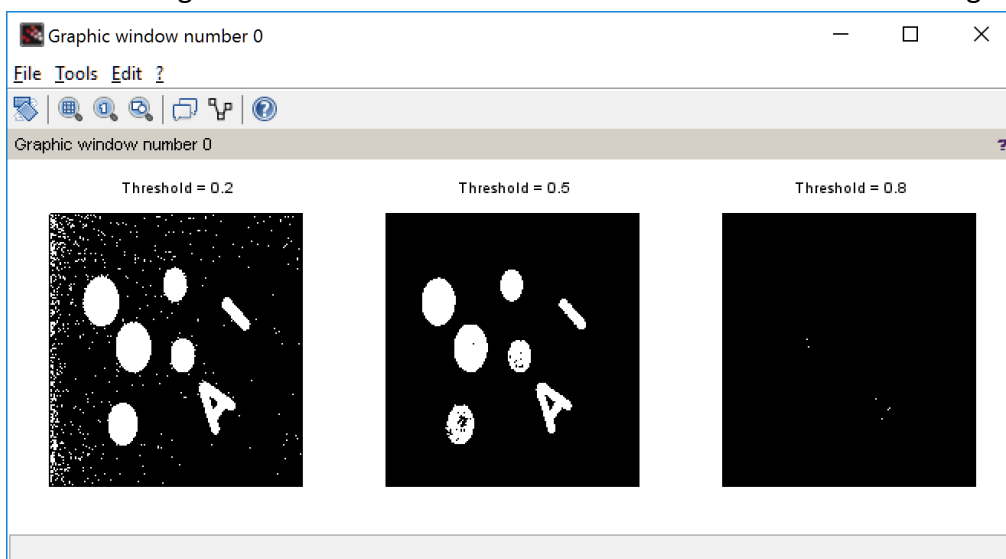 Graphic window number 0
File Tools Edit ?
Graphic window number 0
Threshold = 0.2
Threshold = 0.5
Threshold = 0.8
A
A